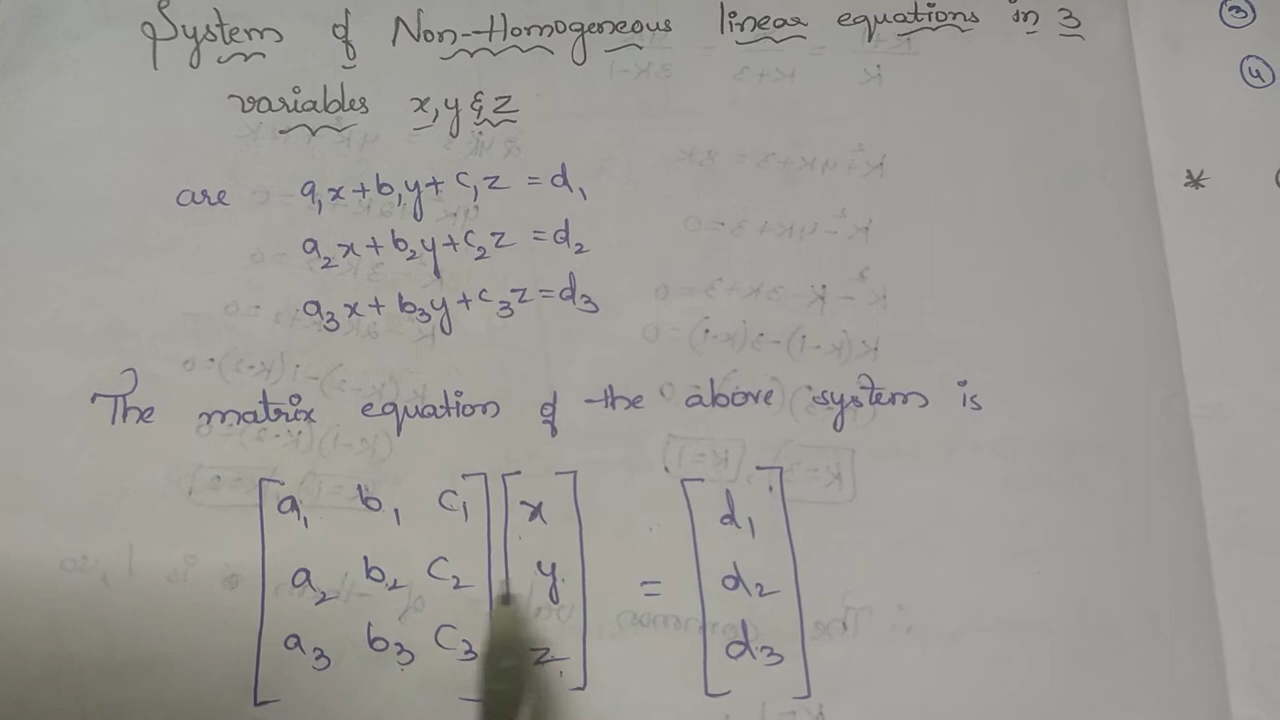 System of Non-Homogeneous linear equations in 3
variables x, y & z
are a₁x + b₁y + c₁z = d₁
a₂x + b₂y + c₂z = d₂
a₃x + b₃y + c₃z = d₃
The matrix equation of the above system is
[a₁ b₁ c₁] [x] = [d₁]
[a₂ b₂ c₂] [y] = [d₂]
[a₃ b₃ c₃] [z] = [d₃]
③
④
*